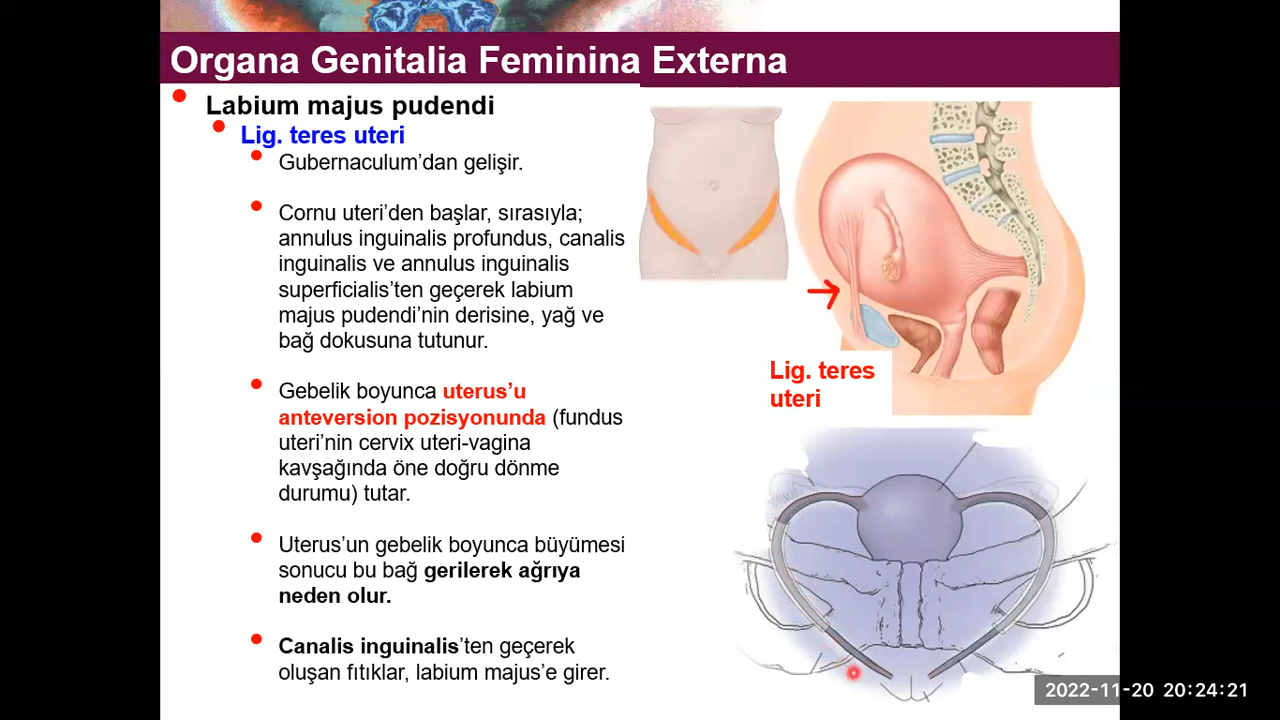 Organa Genitalia Feminina Externa
Labium majus pudendi
Lig. teres uteri
Gubernaculum’dan gelişir.
Cornu uteri’den başlar, sırasıyla;
annulus inguinalis profundus, canalis
inguinalis ve annulus inguinalis
superficialis’ten geçerek labium
majus pudendi’nin derisine, yağ ve
bağ dokusuna tutunur.
Gebelik boyunca uterus’u
anteversion pozisyonunda (fundus
uteri’nin cervix uteri-vagina
kavşağında öne doğru dönme
durumu) tutar.
Uterus’un gebelik boyunca büyümesi
sonucu bu bağ gerilerek ağrıya
neden olur.
Canalis inguinalis’ten geçerek
oluşan fıtıklar, labium majus’e girer.
Lig. teres
uteri
2022-11-20 20:24:21